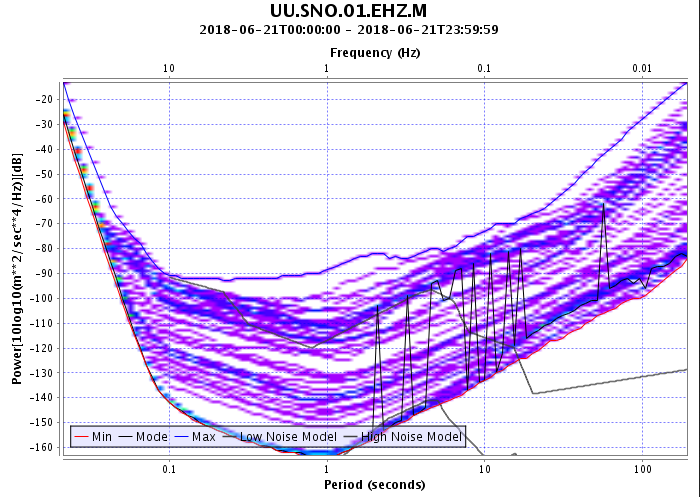 UU.SNO.01.EHZ.M
2018-06-21T00:00:00 - 2018-06-21T23:59:59
Frequency (Hz)
10 1 0.1 0.01
Power[10log10(m**2/sec**4/Hz)][dB]
-20
-30
-40
-50
-60
-70
-80
-90
-100
-110
-120
-130
-140
-150
-160
Min Mode Max Low Noise Model High Noise Model
0.1 1 10 100
Period (seconds)